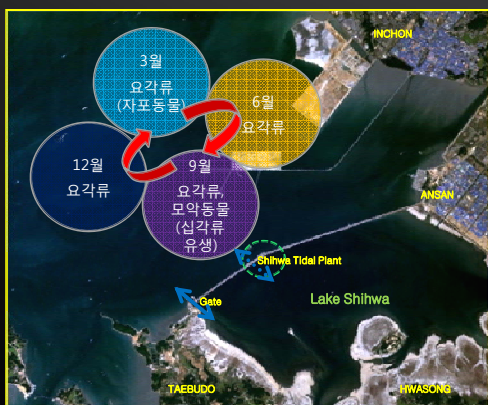 INCHON
3월
요각류
(자포동물)
6월
요각류
12월
요각류
9월
요각류,
모악동물
(십각류
유생)
ANSAN
Shihwa Tidal Plant
Gate
Lake Shihwa
TAEBUDO
HWASONG